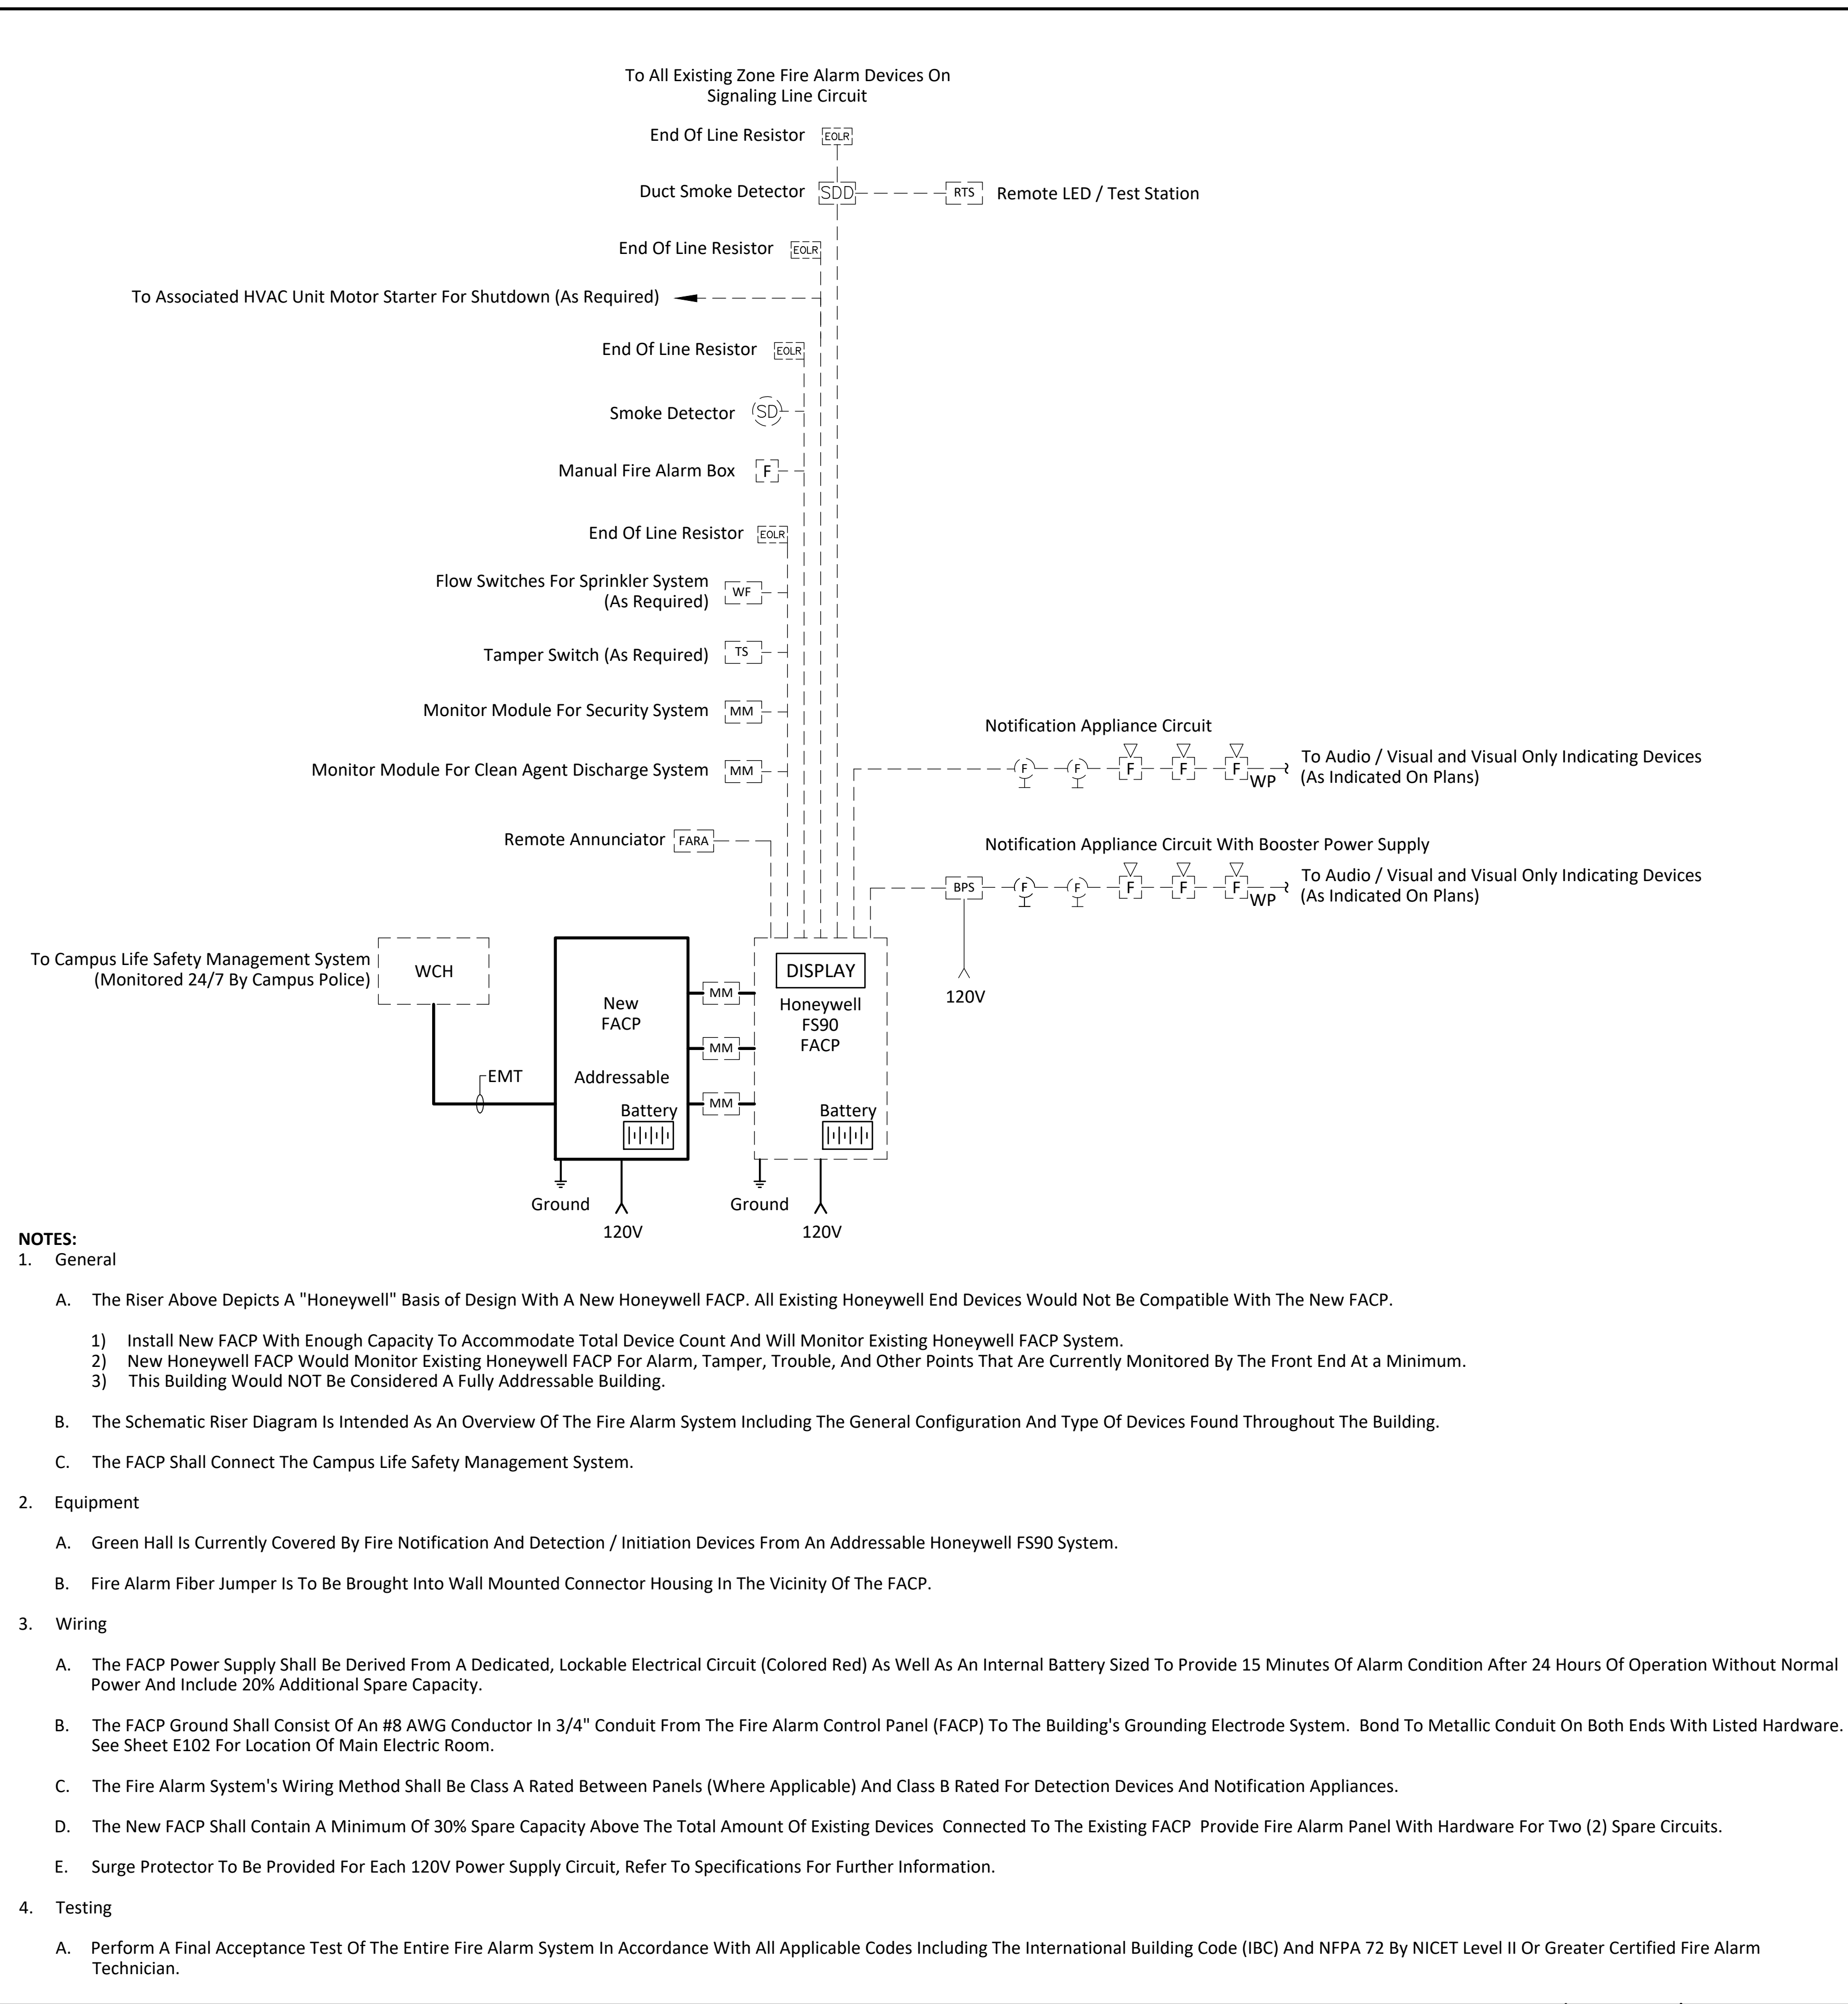 To All Existing Zone Fire Alarm Devices On
Signaling Line Circuit
End Of Line Resistor EOLR
Duct Smoke Detector SDD RTS Remote LED / Test Station
End Of Line Resistor EOLR
To Associated HVAC Unit Motor Starter For Shutdown (As Required)
End Of Line Resistor EOLR
Smoke Detector SD
Manual Fire Alarm Box F
End Of Line Resistor EOLR
Flow Switches For Sprinkler System
(As Required) WF
Tamper Switch (As Required) TS
Monitor Module For Security System MM
Notification Appliance Circuit
Monitor Module For Clean Agent Discharge System MM
F F F F F WP
To Audio / Visual and Visual Only Indicating Devices
(As Indicated On Plans)
Remote Annunciator FARA
Notification Appliance Circuit With Booster Power Supply
BPS F F F F F WP
To Audio / Visual and Visual Only Indicating Devices
(As Indicated On Plans)
120V
To Campus Life Safety Management System
(Monitored 24/7 By Campus Police)
WCH
EMT
New
FACP
Addressable
Battery
MM
MM
MM
DISPLAY
Honeywell
FS90
FACP
Battery
Ground
120V
Ground
120V
NOTES:
1. General
A. The Riser Above Depicts A "Honeywell" Basis of Design With A New Honeywell FACP. All Existing Honeywell End Devices Would Not Be Compatible With The New FACP.
1) Install New FACP With Enough Capacity To Accommodate Total Device Count And Will Monitor Existing Honeywell FACP System.
2) New Honeywell FACP Would Monitor Existing Honeywell FACP For Alarm, Tamper, Trouble, And Other Points That Are Currently Monitored By The Front End At a Minimum.
3) This Building Would NOT Be Considered A Fully Addressable Building.
B. The Schematic Riser Diagram Is Intended As An Overview Of The Fire Alarm System Including The General Configuration And Type Of Devices Found Throughout The Building.
C. The FACP Shall Connect The Campus Life Safety Management System.
2. Equipment
A. Green Hall Is Currently Covered By Fire Notification And Detection / Initiation Devices From An Addressable Honeywell FS90 System.
B. Fire Alarm Fiber Jumper Is To Be Brought Into Wall Mounted Connector Housing In The Vicinity Of The FACP.
3. Wiring
A. The FACP Power Supply Shall Be Derived From A Dedicated, Lockable Electrical Circuit (Colored Red) As Well As An Internal Battery Sized To Provide 15 Minutes Of Alarm Condition After 24 Hours Of Operation Without Normal
Power And Include 20% Additional Spare Capacity.
B. The FACP Ground Shall Consist Of An #8 AWG Conductor In 3/4" Conduit From The Fire Alarm Control Panel (FACP) To The Building's Grounding Electrode System. Bond To Metallic Conduit On Both Ends With Listed Hardware.
See Sheet E102 For Location Of Main Electric Room.
C. The Fire Alarm System's Wiring Method Shall Be Class A Rated Between Panels (Where Applicable) And Class B Rated For Detection Devices And Notification Appliances.
D. The New FACP Shall Contain A Minimum Of 30% Spare Capacity Above The Total Amount Of Existing Devices Connected To The Existing FACP Provide Fire Alarm Panel With Hardware For Two (2) Spare Circuits.
E. Surge Protector To Be Provided For Each 120V Power Supply Circuit, Refer To Specifications For Further Information.
4. Testing
A. Perform A Final Acceptance Test Of The Entire Fire Alarm System In Accordance With All Applicable Codes Including The International Building Code (IBC) And NFPA 72 By NICET Level II Or Greater Certified Fire Alarm
Technician.